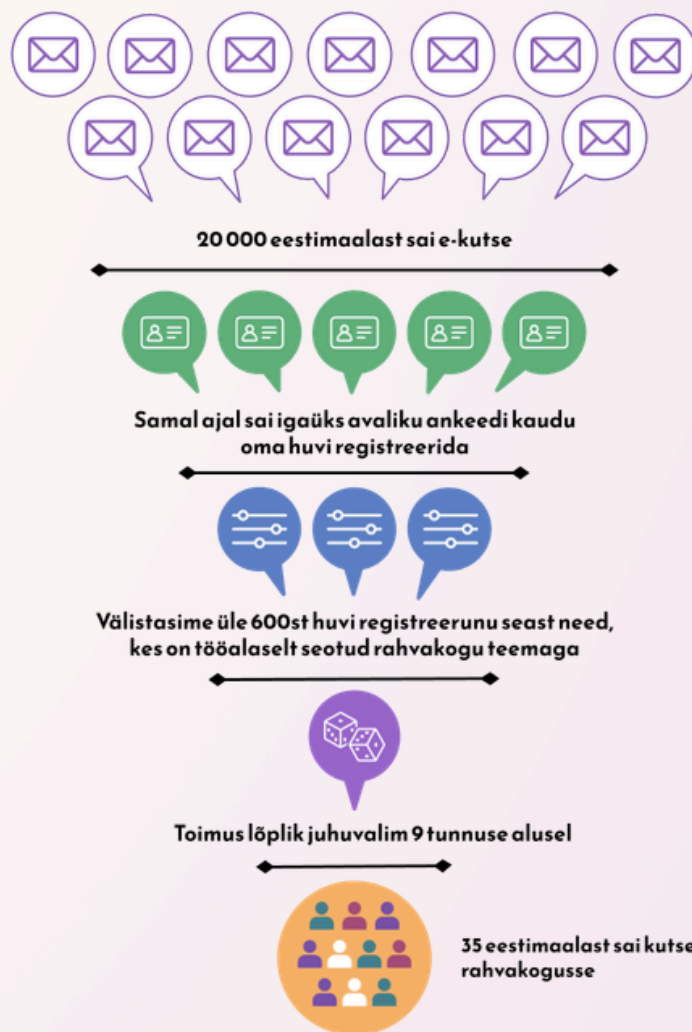 20 000 eestimaalast sai e-kutse
Samal ajal sai igaüks avaliku ankeedi kaudu
oma huvi registreerida
Välistasime üle 600st huvi registreerunu seast need,
kes on tööalaselt seotud rahvakogu teemaga
Toimus lõplik juhuvalim 9 tunnuse alusel
35 eestimaalast sai kutse
rahvakogusse